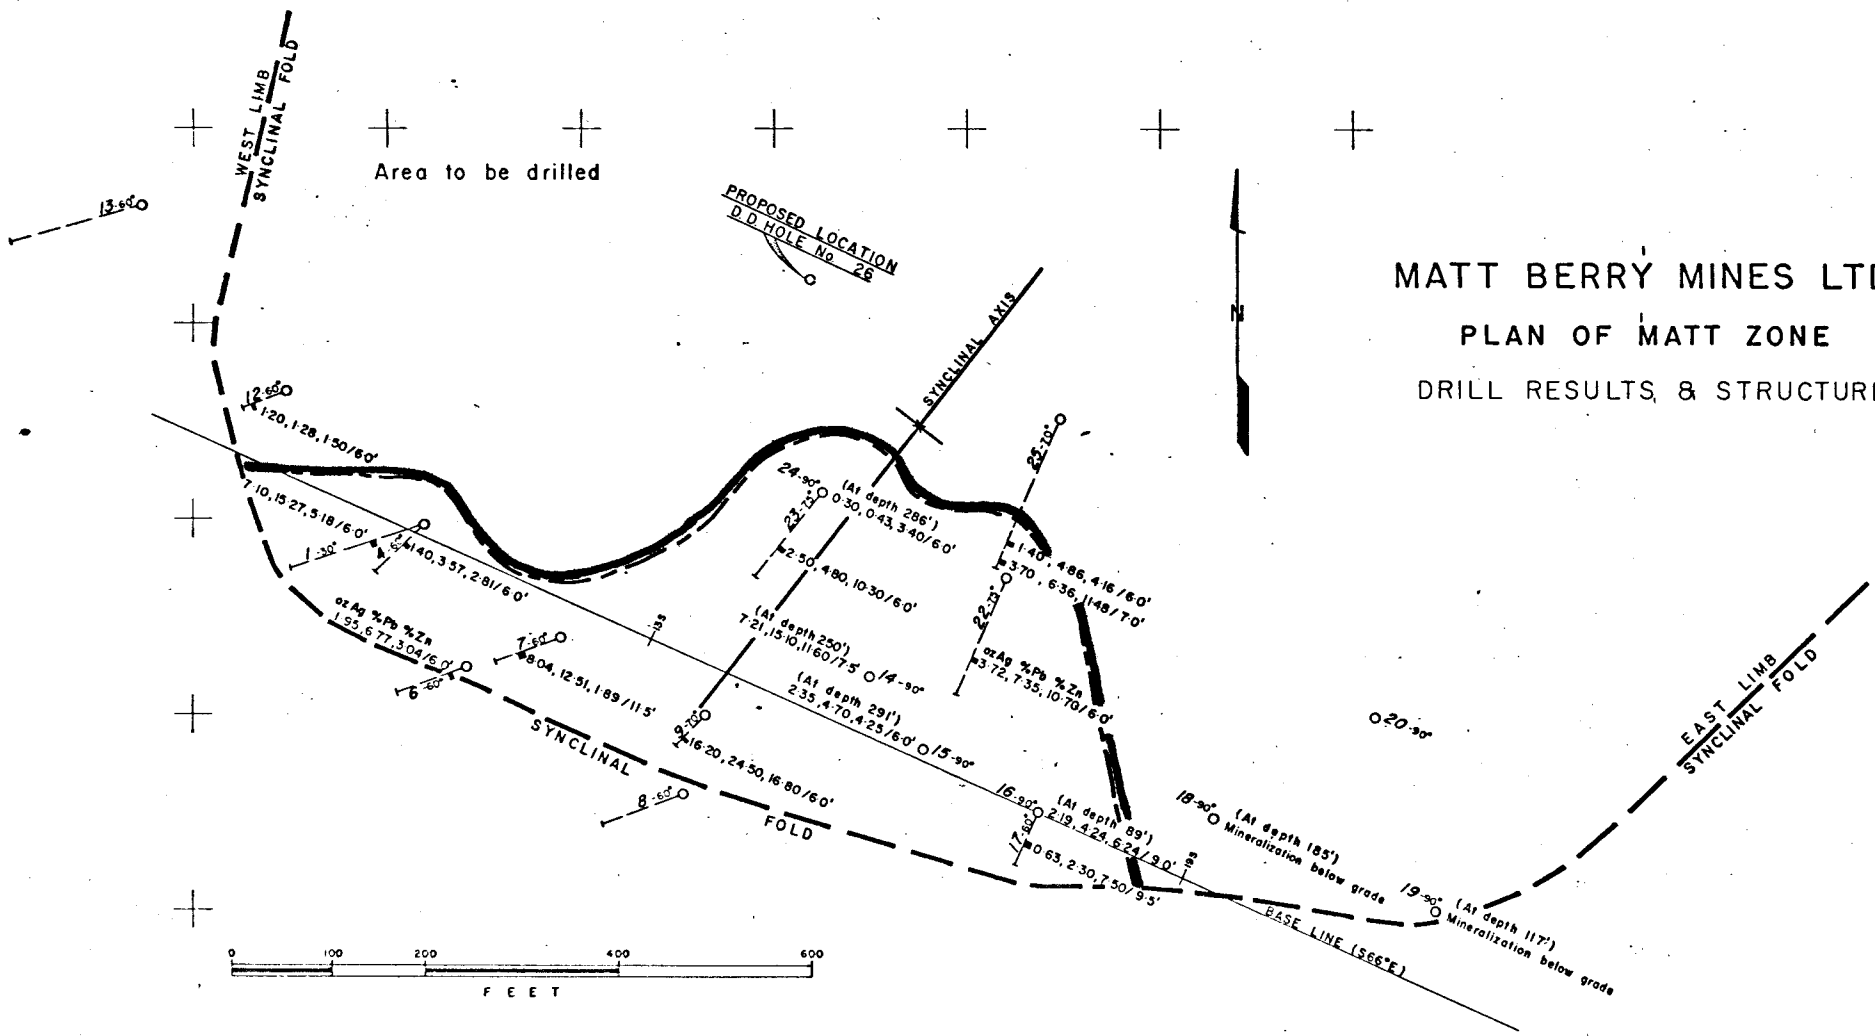 WEST LIMB
SYNCLINAL FOLD
Area to be drilled
PROPOSED LOCATION
D.D. HOLE No 26
SYNCLINAL AXIS
N
MATT BERRY MINES LTD
PLAN OF MATT ZONE
DRILL RESULTS & STRUCTURE
13-60°
12-60°
1·20, 1·28, 1·50/6·0'
7·10, 15·27, 5·18/6·0'
1-30°
1·40, 3·57, 2·81/6·0'
oz Ag %Pb %Zn
1·95, 6·77, 3·04/6·0'
6-60°
7-60°
8·04, 12·51, 1·89/11·5'
8-60°
SYNCLINAL
FOLD
24-90°
(At depth 286')
0·30, 0·43, 3·40/6·0'
23-75°
2·50, 4·80, 10·30/6·0'
(At depth 250')
7·21, 15·10, 11·60/7·5'
14-90°
(At depth 291')
2·35, 4·70, 4·25/6·0'
15-90°
9-70°
16·20, 24·50, 16·80/6·0'
25-70°
1·40, 4·86, 4·16/6·0'
3·70, 6·36, 11·48/7·0'
22-75°
oz Ag %Pb %Zn
3·72, 7·35, 10·70/6·0'
16-90°
(At depth 89')
2·19, 4·24, 6·24/9·0'
17-60°
0·63, 2·30, 7·50/9·5'
18-90°
(At depth 185')
Mineralization below grade
19-90°
(At depth 117')
Mineralization below grade
20-90°
EAST LIMB
SYNCLINAL FOLD
BASE LINE (S66°E)
0 100 200 400 600
FEET